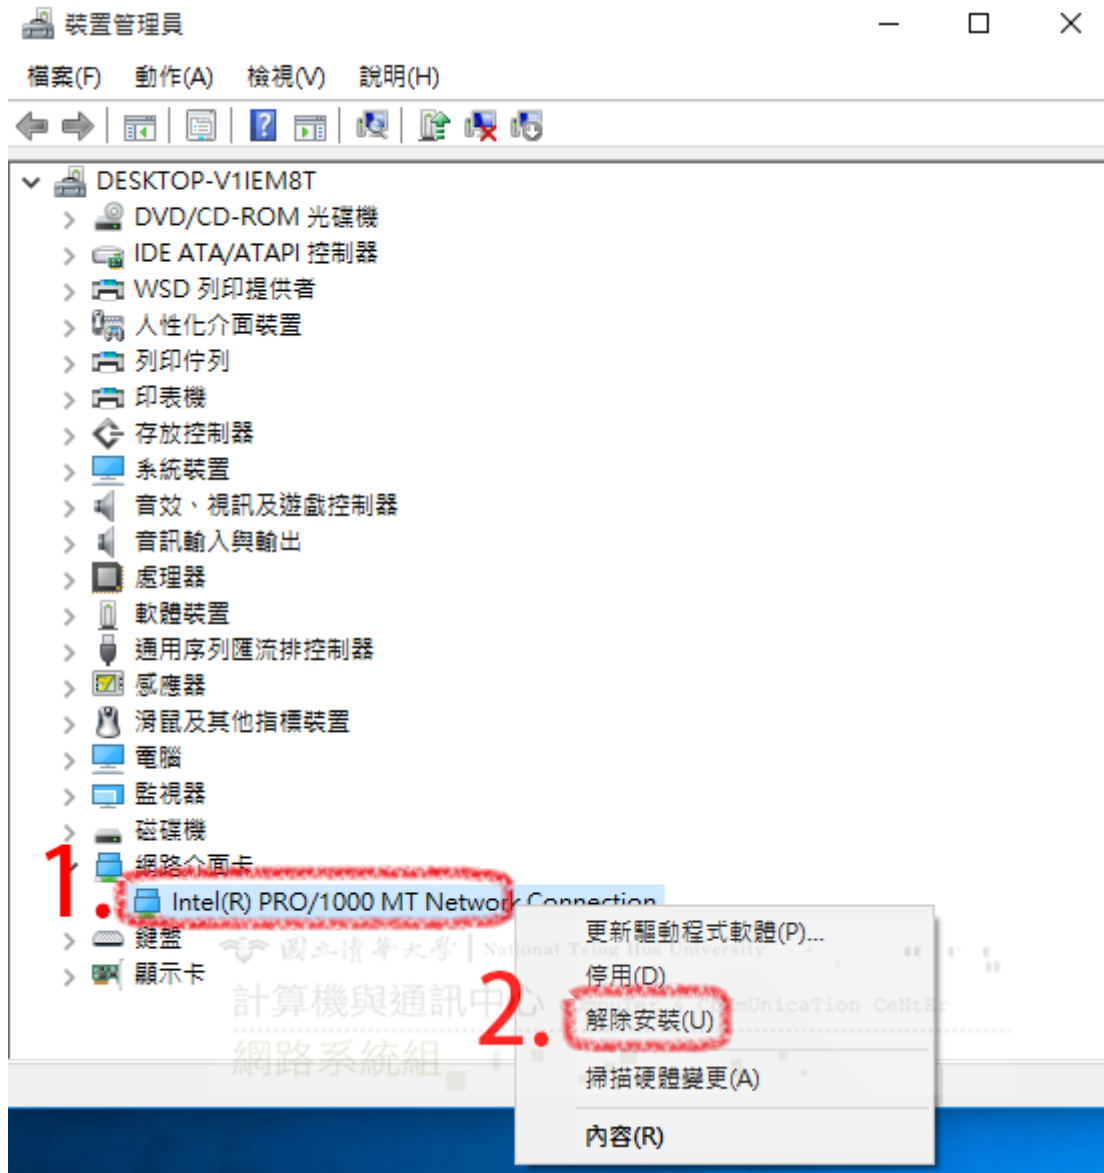 裝置管理員
檔案(F) 動作(A) 檢視(V) 說明(H)
DESKTOP-V1IEM8T
DVD/CD-ROM 光碟機
IDE ATA/ATAPI 控制器
WSD 列印提供者
人性化介面裝置
列印佇列
印表機
存放控制器
系統裝置
音效、視訊及遊戲控制器
音訊輸入與輸出
處理器
軟體裝置
通用序列匯流排控制器
感應器
滑鼠及其他指標裝置
電腦
監視器
磁碟機
網路介面卡
1.
Intel(R) PRO/1000 MT Network Connection
鍵盤
顯示卡
更新驅動程式軟體(P)...
停用(D)
2.
解除安裝(U)
掃描硬體變更(A)
內容(R)
國立清華大學 | National Tsing Hua University
計算機與通訊中心 CommUnicaTion CeNtEr
網路系統組